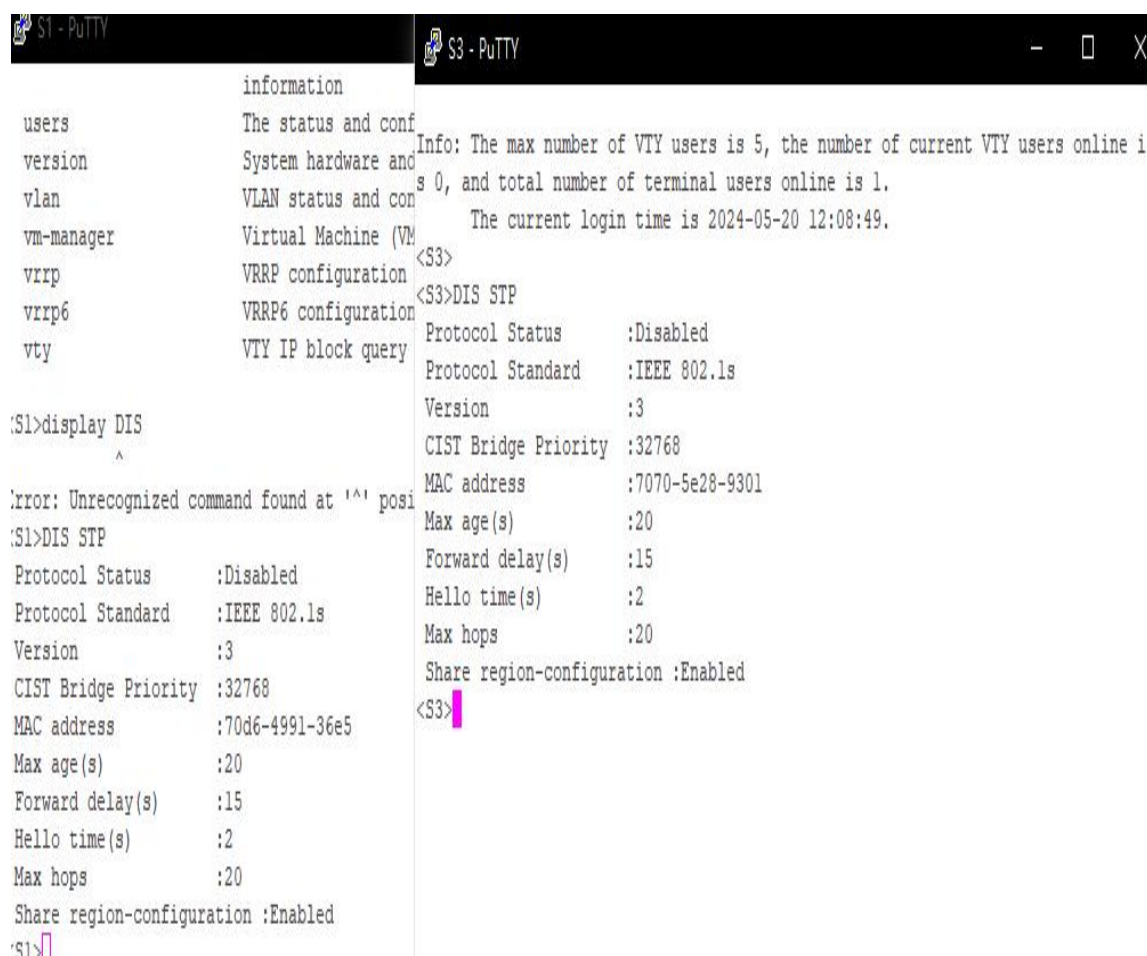 S1 - PuTTY
information
users The status and conf
version System hardware and
vlan VLAN status and con
vm-manager Virtual Machine (VM
vrrp VRRP configuration
vrrp6 VRRP6 configuration
vty VTY IP block query
<S1>display DIS
^
Error: Unrecognized command found at '^' posi
<S1>DIS STP
Protocol Status :Disabled
Protocol Standard :IEEE 802.1s
Version :3
CIST Bridge Priority :32768
MAC address :70d6-4991-36e5
Max age(s) :20
Forward delay(s) :15
Hello time(s) :2
Max hops :20
Share region-configuration :Enabled
<S1>
S3 - PuTTY
Info: The max number of VTY users is 5, the number of current VTY users online i
s 0, and total number of terminal users online is 1.
The current login time is 2024-05-20 12:08:49.
<S3>
<S3>DIS STP
Protocol Status :Disabled
Protocol Standard :IEEE 802.1s
Version :3
CIST Bridge Priority :32768
MAC address :7070-5e28-9301
Max age(s) :20
Forward delay(s) :15
Hello time(s) :2
Max hops :20
Share region-configuration :Enabled
<S3>